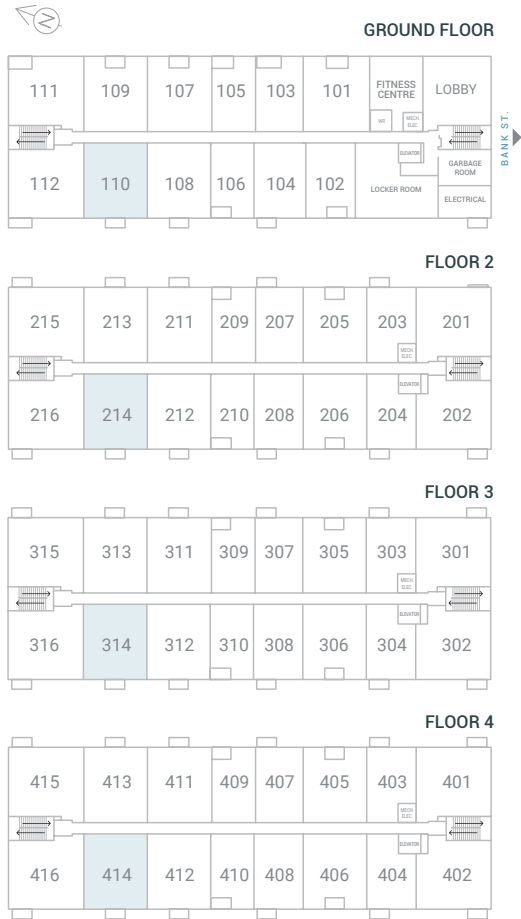 N
GROUND FLOOR
111 109 107 105 103 101 FITNESS CENTRE LOBBY
WR MECH. ELEC.
BANK ST.
ELEVATOR
112 110 108 106 104 102 LOCKER ROOM GARBAGE ROOM
ELECTRICAL
FLOOR 2
215 213 211 209 207 205 203 201
MECH. ELEC.
ELEVATOR
216 214 212 210 208 206 204 202
FLOOR 3
315 313 311 309 307 305 303 301
MECH. ELEC.
ELEVATOR
316 314 312 310 308 306 304 302
FLOOR 4
415 413 411 409 407 405 403 401
MECH. ELEC.
ELEVATOR
416 414 412 410 408 406 404 402